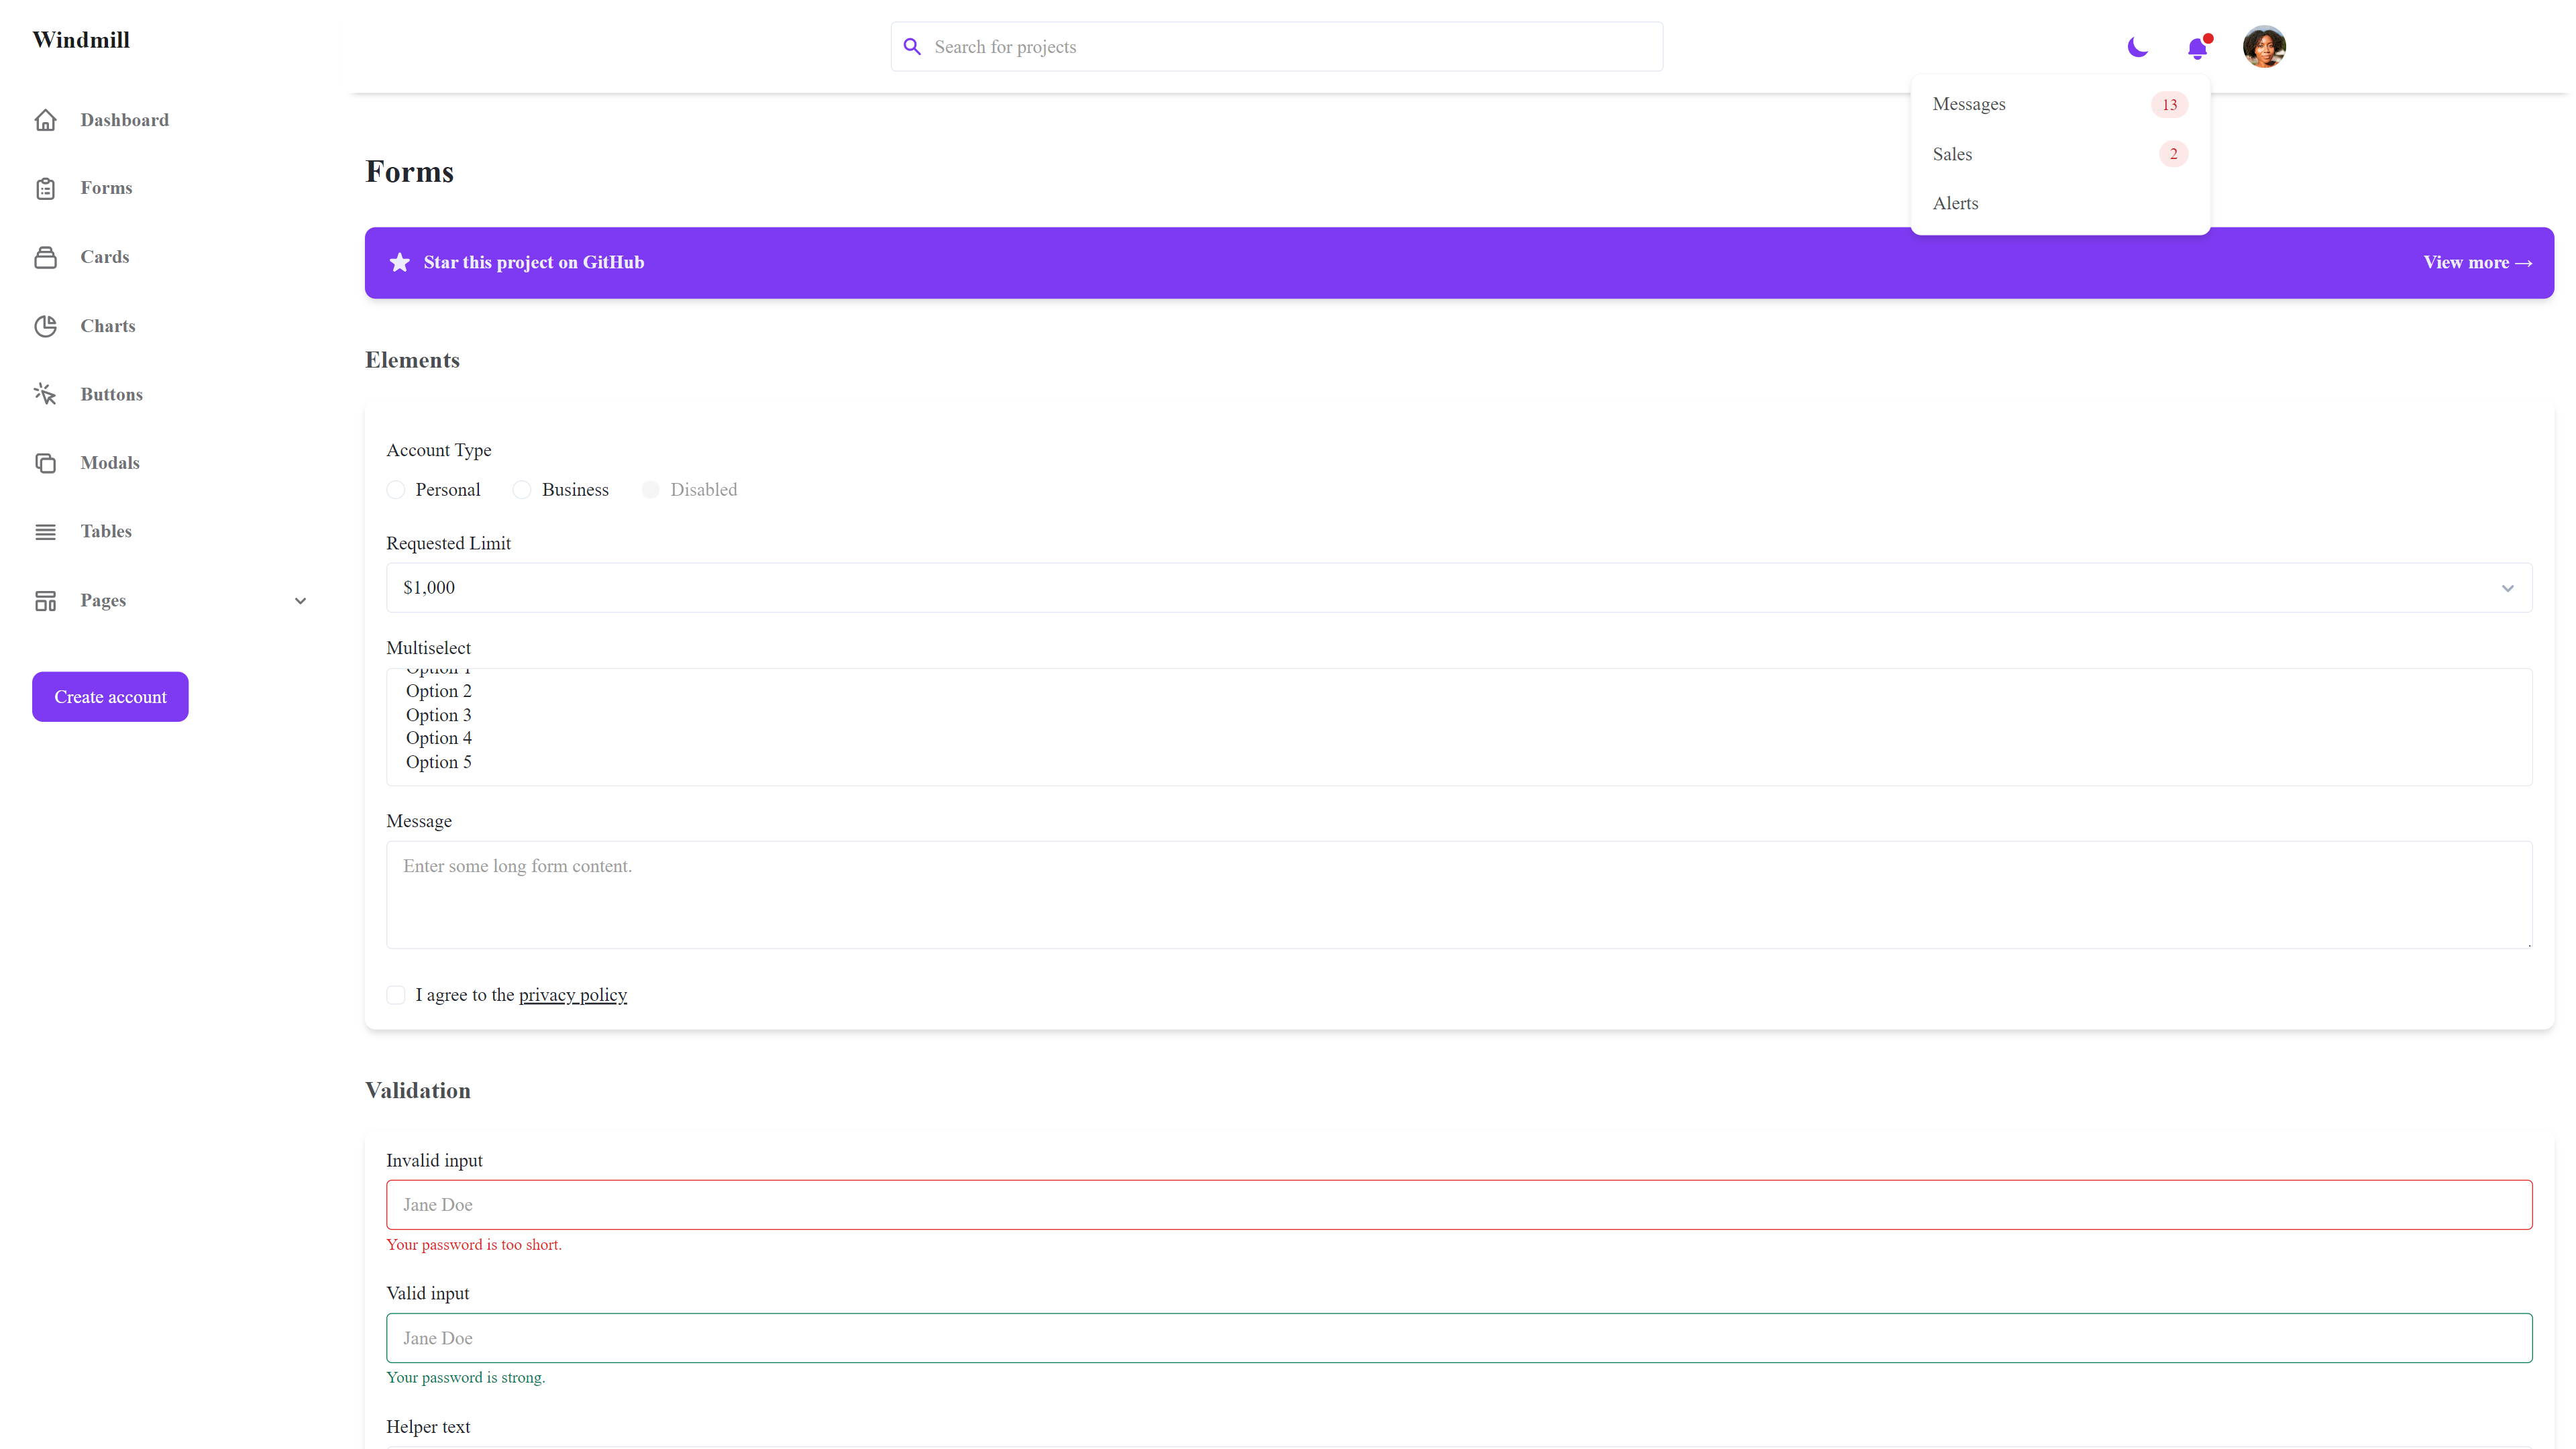 Windmill
Search for projects
Dashboard
Forms
Cards
Charts
Buttons
Modals
Tables
Pages
Create account
Messages 13
Sales 2
Alerts
Forms
Star this project on GitHub
View more →
Elements
Account Type
Personal Business Disabled
Requested Limit
$1,000
Multiselect
Option 1
Option 2
Option 3
Option 4
Option 5
Message
Enter some long form content.
I agree to the privacy policy
Validation
Invalid input
Jane Doe
Your password is too short.
Valid input
Jane Doe
Your password is strong.
Helper text